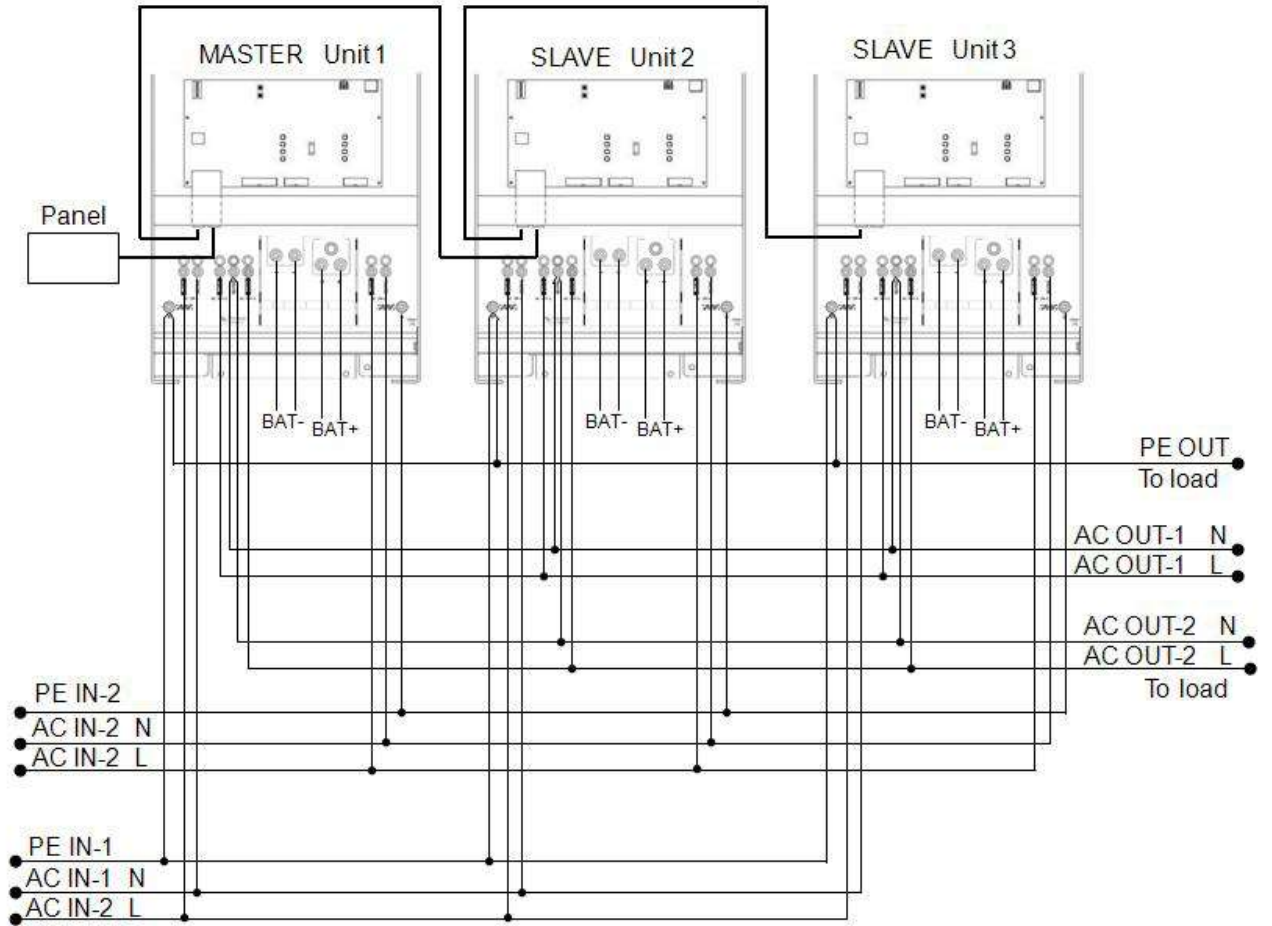 MASTER Unit 1
SLAVE Unit 2
SLAVE Unit 3
Panel
BAT- BAT+
BAT- BAT+
BAT- BAT+
PE OUT
To load
AC OUT-1 N
AC OUT-1 L
AC OUT-2 N
AC OUT-2 L
To load
PE IN-2
AC IN-2 N
AC IN-2 L
PE IN-1
AC IN-1 N
AC IN-2 L